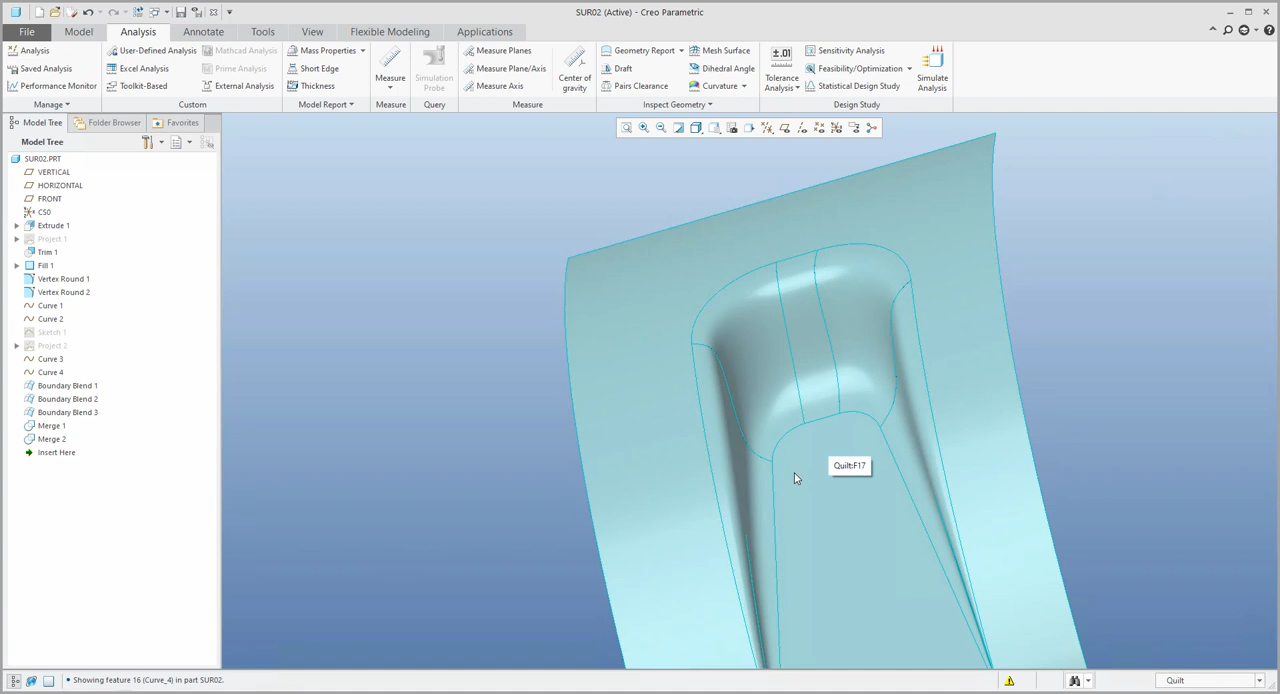 SUR02 (Active) - Creo Parametric
File Model Analysis Annotate Tools View Flexible Modeling Applications
Analysis User-Defined Analysis Mathcad Analysis Mass Properties Measure Planes Geometry Report Mesh Surface Sensitivity Analysis
Saved Analysis Excel Analysis Prime Analysis Short Edge Measure Simulation Probe Measure Plane/Axis Center of gravity Draft Dihedral Angle ±.01 Tolerance Analysis Feasibility/Optimization Simulate Analysis
Performance Monitor Toolkit-Based External Analysis Thickness Measure Axis Pairs Clearance Curvature Statistical Design Study
Manage Custom Model Report Measure Query Measure Inspect Geometry Design Study
Model Tree Folder Browser Favorites
Model Tree
SUR02.PRT
VERTICAL
HORIZONTAL
FRONT
CS0
Extrude 1
Project 1
Trim 1
Fill 1
Vertex Round 1
Vertex Round 2
Curve 1
Curve 2
Sketch 1
Project 2
Curve 3
Curve 4
Boundary Blend 1
Boundary Blend 2
Boundary Blend 3
Merge 1
Merge 2
Insert Here
Quilt:F17
• Showing feature 16 (Curve_4) in part SUR02.
Quilt